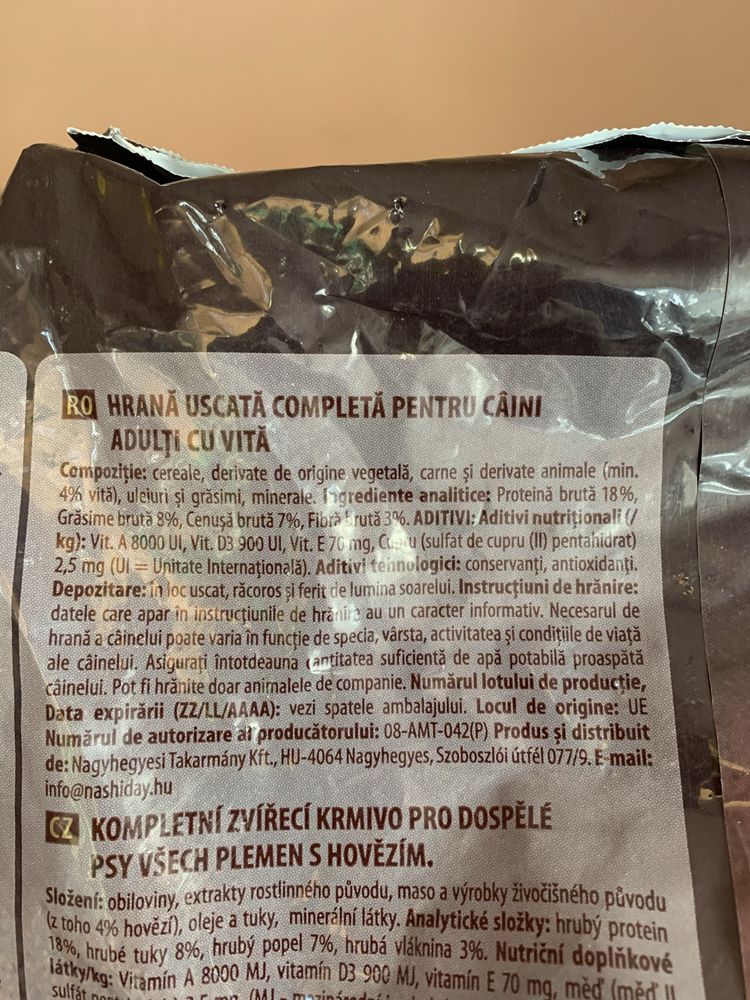 RO HRANĂ USCATĂ COMPLETĂ PENTRU CÂINI
ADULȚI CU VITĂ
Compoziție: cereale, derivate de origine vegetală, carne și derivate animale (min.
4% vită), uleiuri și grăsimi, minerale. Ingrediente analitice: Proteină brută 18%,
Grăsime brută 8%, Cenușă brută 7%, Fibră brută 3%. ADITIVI: Aditivi nutriționali (/
kg): Vit. A 8000 UI, Vit. D3 900 UI, Vit. E 70 mg, Cupru (sulfat de cupru (II) pentahidrat)
2,5 mg (UI = Unitate Internațională). Aditivi tehnologici: conservanți, antioxidanți.
Depozitare: în loc uscat, răcoros și ferit de lumina soarelui. Instrucțiuni de hrănire:
datele care apar în instrucțiunile de hrănire au un caracter informativ. Necesarul de
hrană a câinelui poate varia în funcție de specia, vârsta, activitatea și condițiile de viață
ale câinelui. Asigurați întotdeauna cantitatea suficientă de apă potabilă proaspătă
câinelui. Pot fi hrănite doar animalele de companie. Numărul lotului de producție,
Data expirării (ZZ/LL/AAAA): vezi spatele ambalajului. Locul de origine: UE
Numărul de autorizare al producătorului: 08-AMT-042(P) Produs și distribuit
de: Nagyhegyesi Takarmány Kft., HU-4064 Nagyhegyes, Szoboszlói útfél 077/9. E-mail:
info@nashiday.hu
CZ KOMPLETNÍ ZVÍŘECÍ KRMIVO PRO DOSPĚLÉ
PSY VŠECH PLEMEN S HOVĚZÍM.
Složení: obiloviny, extrakty rostlinného původu, maso a výrobky živočišného původu
(z toho 4% hovězí), oleje a tuky, minerální látky. Analytické složky: hrubý protein
18%, hrubé tuky 8%, hrubý popel 7%, hrubá vláknina 3%. Nutriční doplňkové
látky/kg: Vitamín A 8000 MJ, vitamín D3 900 MJ, vitamín E 70 mg, měď (měď II
sulfát